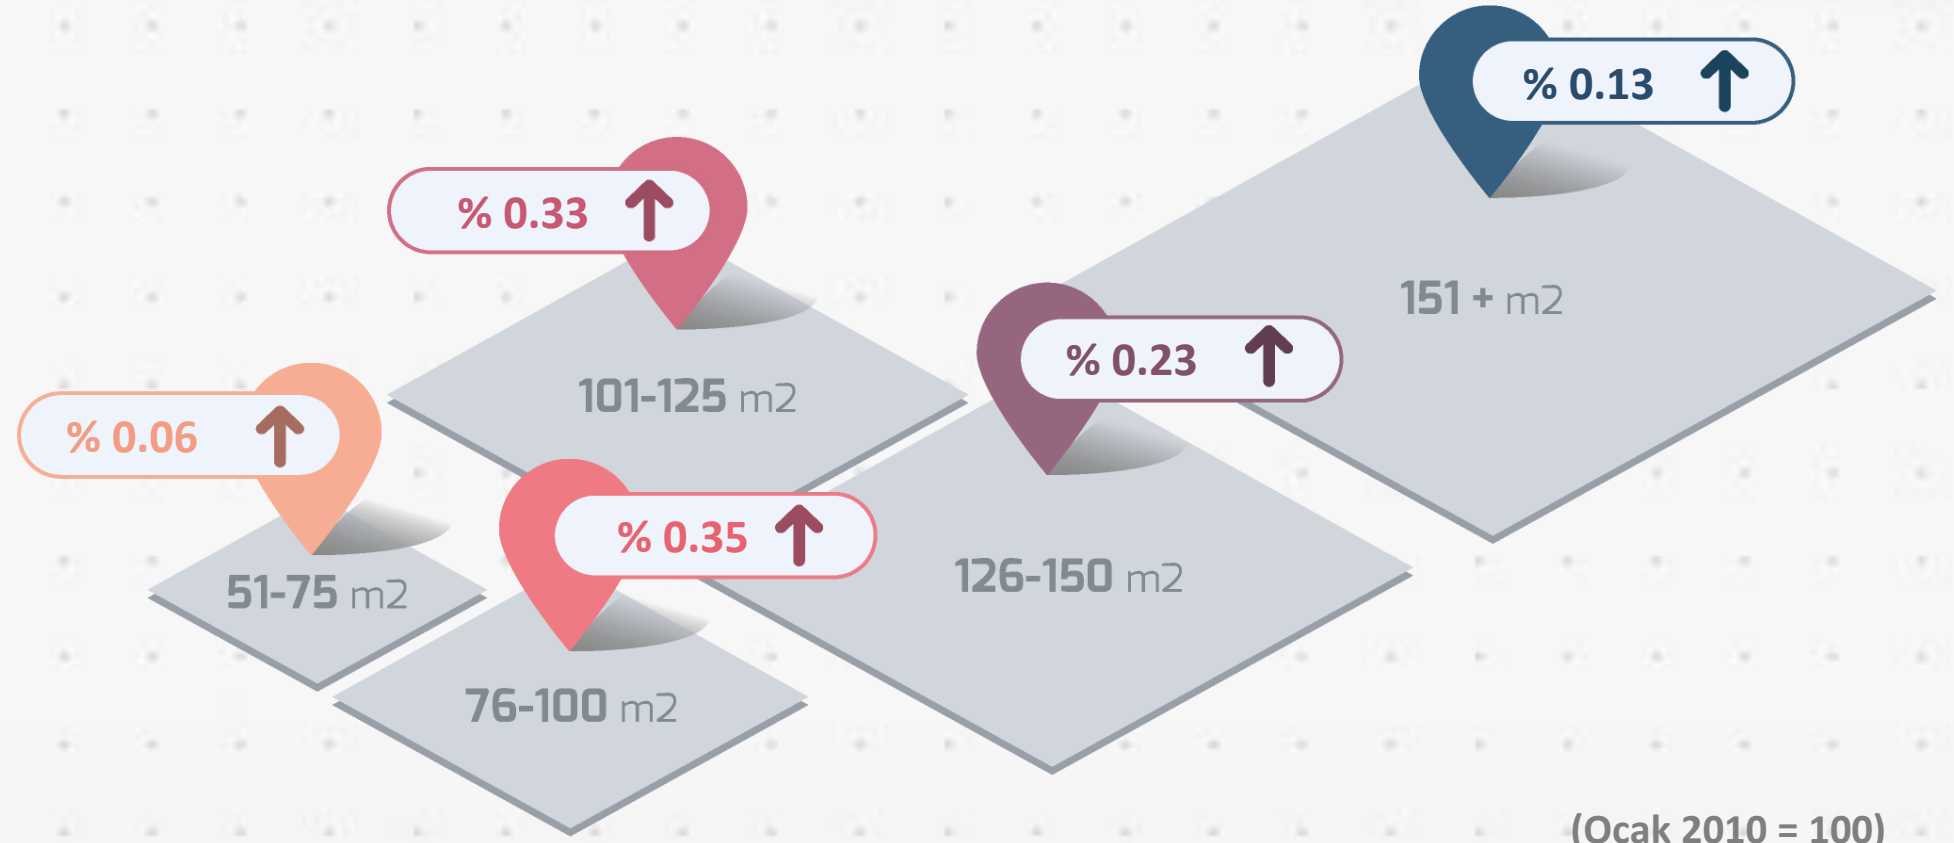 % 0.13
% 0.33
151 + m2
% 0.23
101-125 m2
% 0.06
% 0.35
126-150 m2
51-75 m2
76-100 m2
(Ocak 2010 = 100)